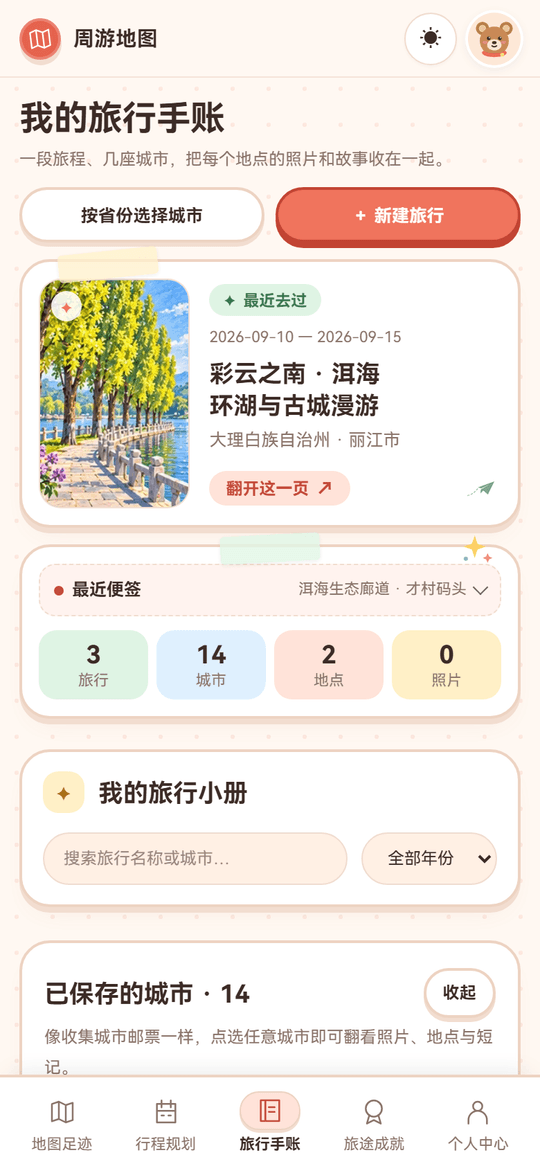 周游地图
我的旅行手账
一段旅程、几座城市，把每个地点的照片和故事收在一起。
按省份选择城市
+ 新建旅行
最近去过
2026-09-10 — 2026-09-15
彩云之南 · 洱海
环湖与古城漫游
大理白族自治州 · 丽江市
翻开这一页 ↗
最近便签
洱海生态廊道 · 才村码头
3
旅行
14
城市
2
地点
0
照片
我的旅行小册
搜索旅行名称或城市...
全部年份
已保存的城市 · 14
收起
像收集城市邮票一样，点选任意城市即可翻看照片、地点与短
记。
地图足迹
行程规划
旅行手账
旅途成就
个人中心